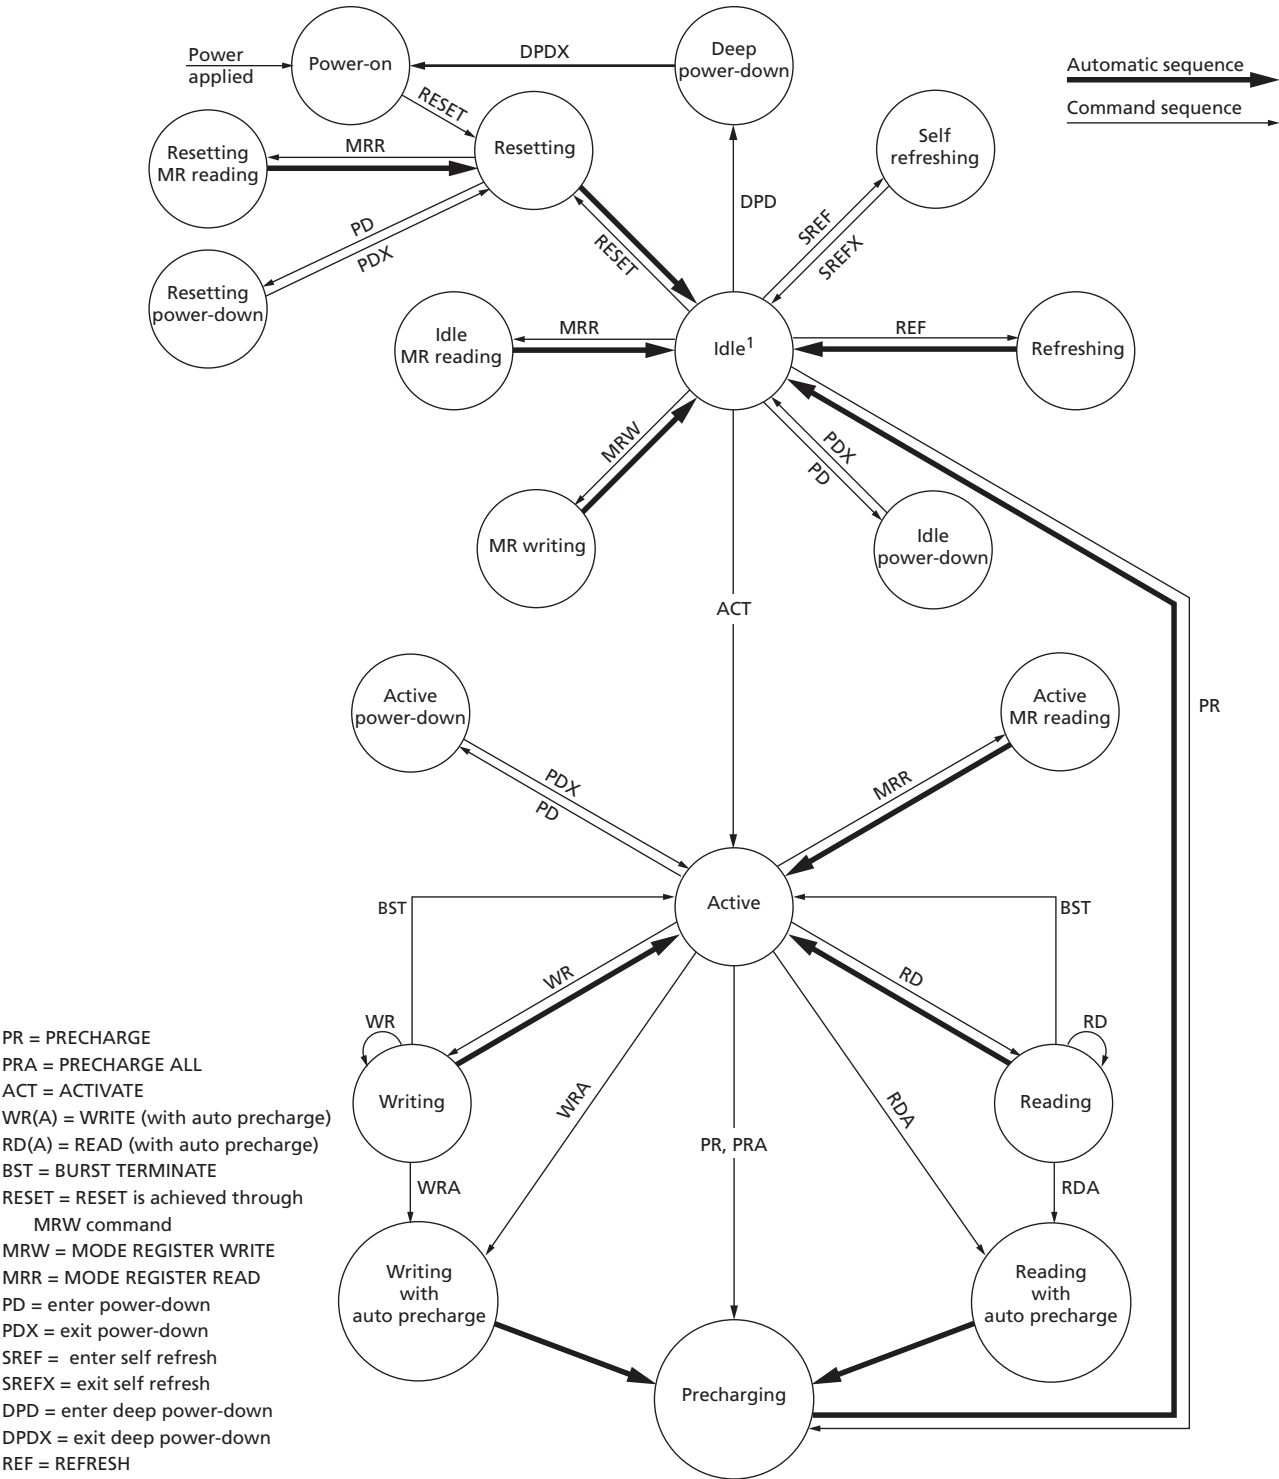 Power
applied
Power-on
DPDX
Deep
power-down
Automatic sequence
Command sequence
RESET
Resetting
MR reading
MRR
Resetting
Self
refreshing
DPD
SREF
SREFX
PD
PDX
RESET
Resetting
power-down
Idle
MR reading
MRR
Idle1
REF
Refreshing
MRW
PDX
PD
MR writing
Idle
power-down
ACT
Active
power-down
Active
MR reading
PR
PDX
PD
MRR
Active
BST
BST
WR
RD
WR
RD
Writing
Reading
WRA
RDA
PR, PRA
WRA
RDA
Writing
with
auto precharge
Reading
with
auto precharge
Precharging
PR = PRECHARGE
PRA = PRECHARGE ALL
ACT = ACTIVATE
WR(A) = WRITE (with auto precharge)
RD(A) = READ (with auto precharge)
BST = BURST TERMINATE
RESET = RESET is achieved through
MRW command
MRW = MODE REGISTER WRITE
MRR = MODE REGISTER READ
PD = enter power-down
PDX = exit power-down
SREF = enter self refresh
SREFX = exit self refresh
DPD = enter deep power-down
DPDX = exit deep power-down
REF = REFRESH